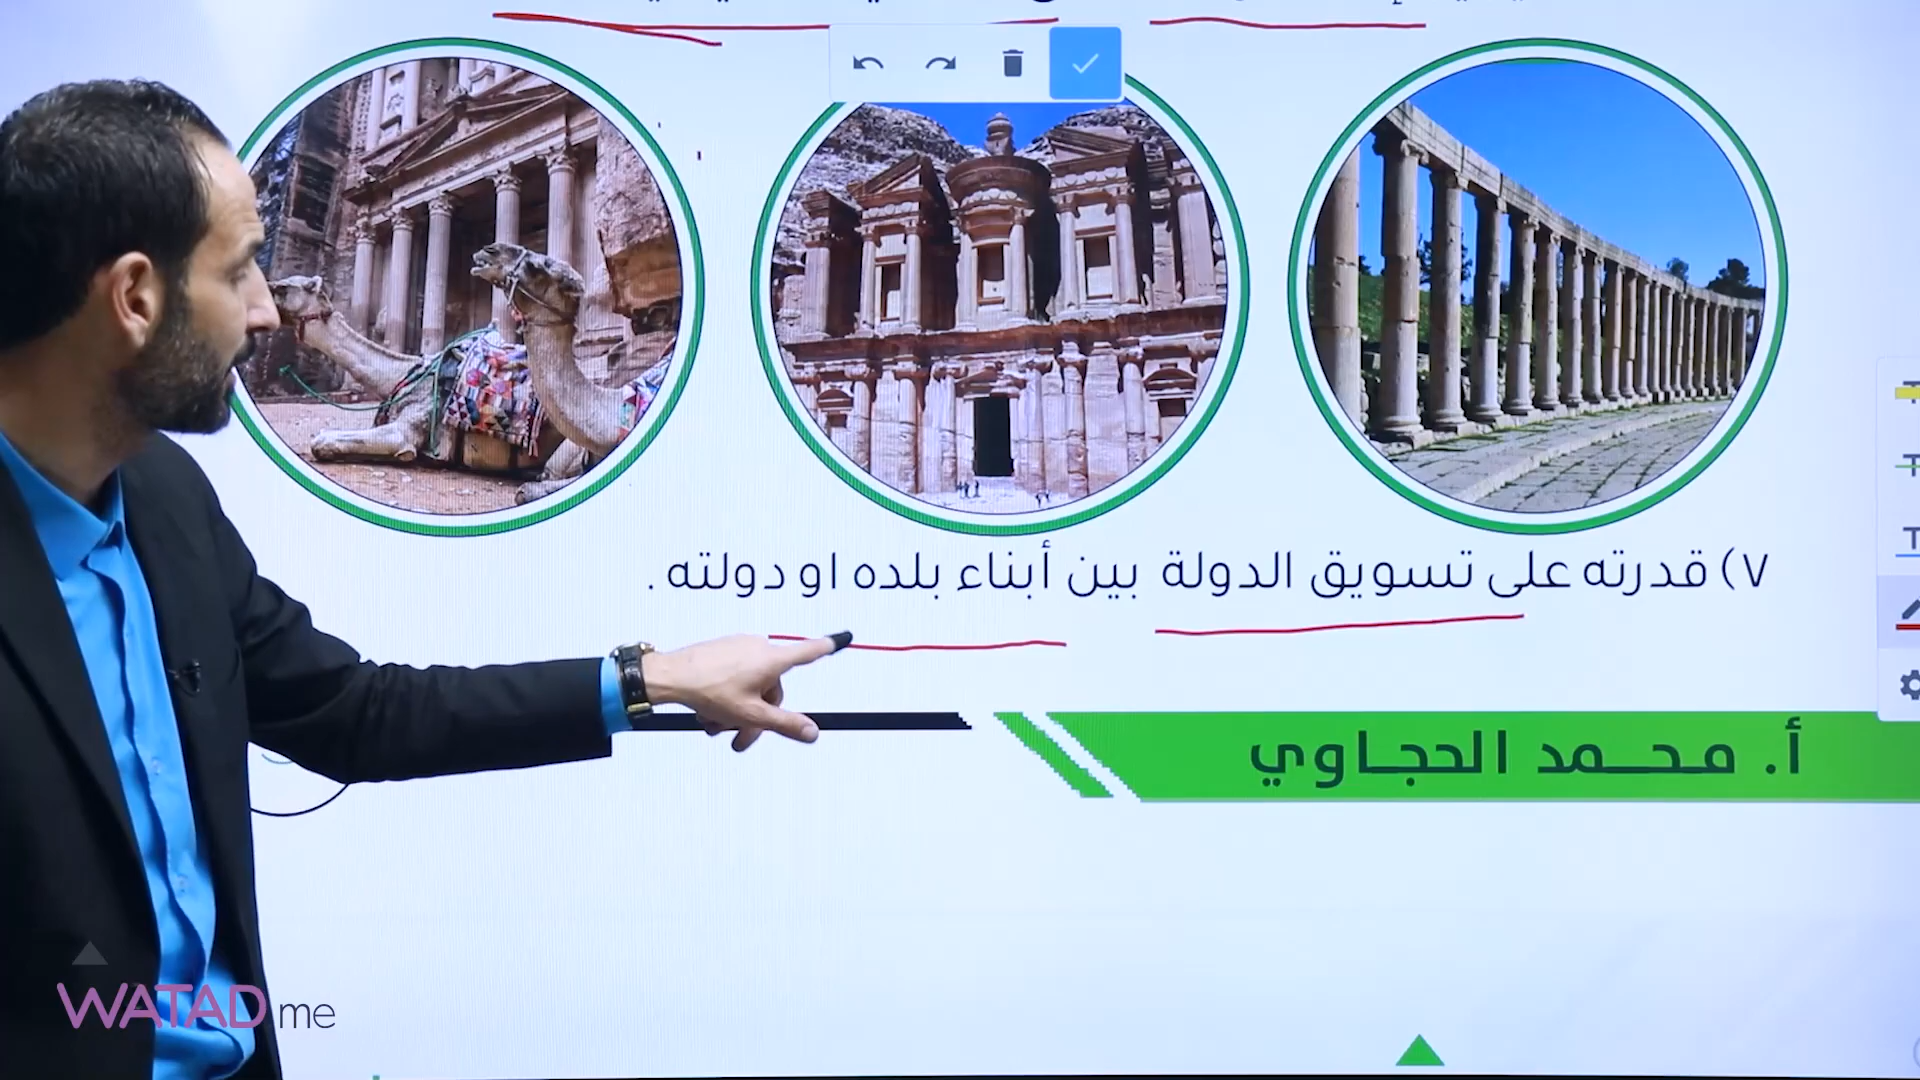 ٧) قدرته على تسويق الدولة بين أبناء بلده او دولته .
أ. محمد الحجاوي
WATAD me